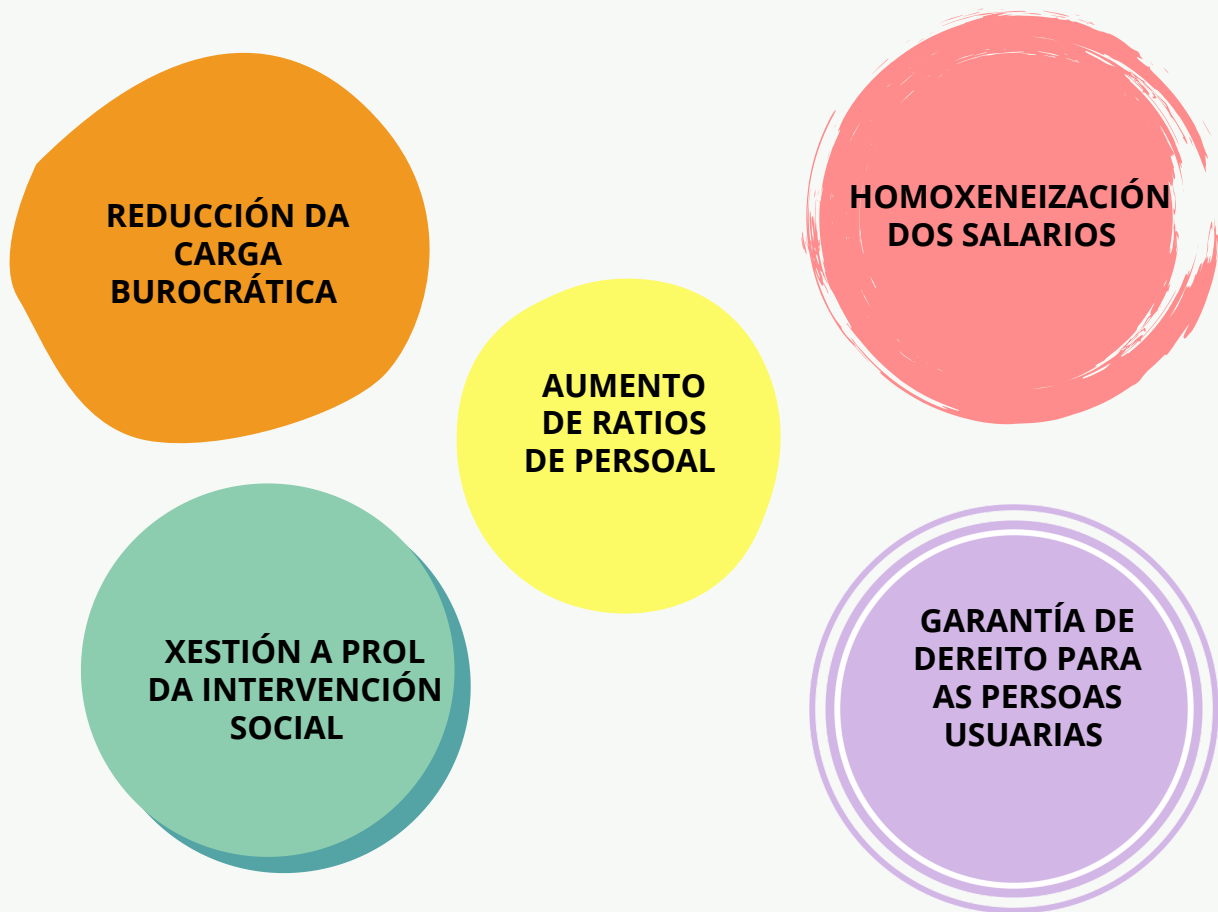 REDUCCIÓN DA
CARGA
BUROCRÁTICA
HOMOXENEIZACIÓN
DOS SALARIOS
AUMENTO
DE RATIOS
DE PERSOAL
XESTIÓN A PROL
DA INTERVENCIÓN
SOCIAL
GARANTÍA DE
DEREITO PARA
AS PERSOAS
USUARIAS